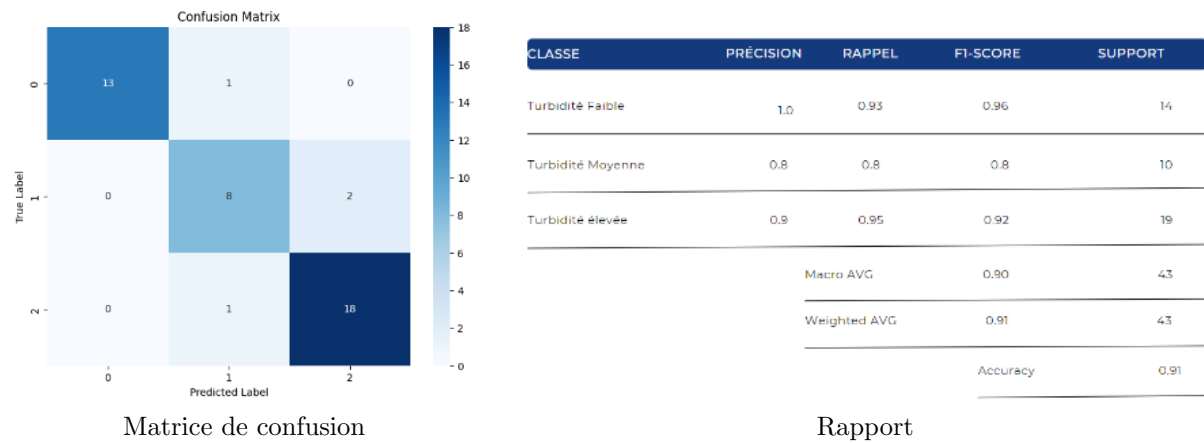 Confusion Matrix
0 13 1 0
1 0 8 2
2 0 1 18
0 1 2
True Label
Predicted Label
18
16
14
12
10
8
6
4
2
0
Matrice de confusion
CLASSE PRÉCISION RAPPEL F1-SCORE SUPPORT
Turbidité Faible 1.0 0.93 0.96 14
Turbidité Moyenne 0.8 0.8 0.8 10
Turbidité élevée 0.9 0.95 0.92 19
Macro AVG 0.90 43
Weighted AVG 0.91 43
Accuracy 0.91
Rapport